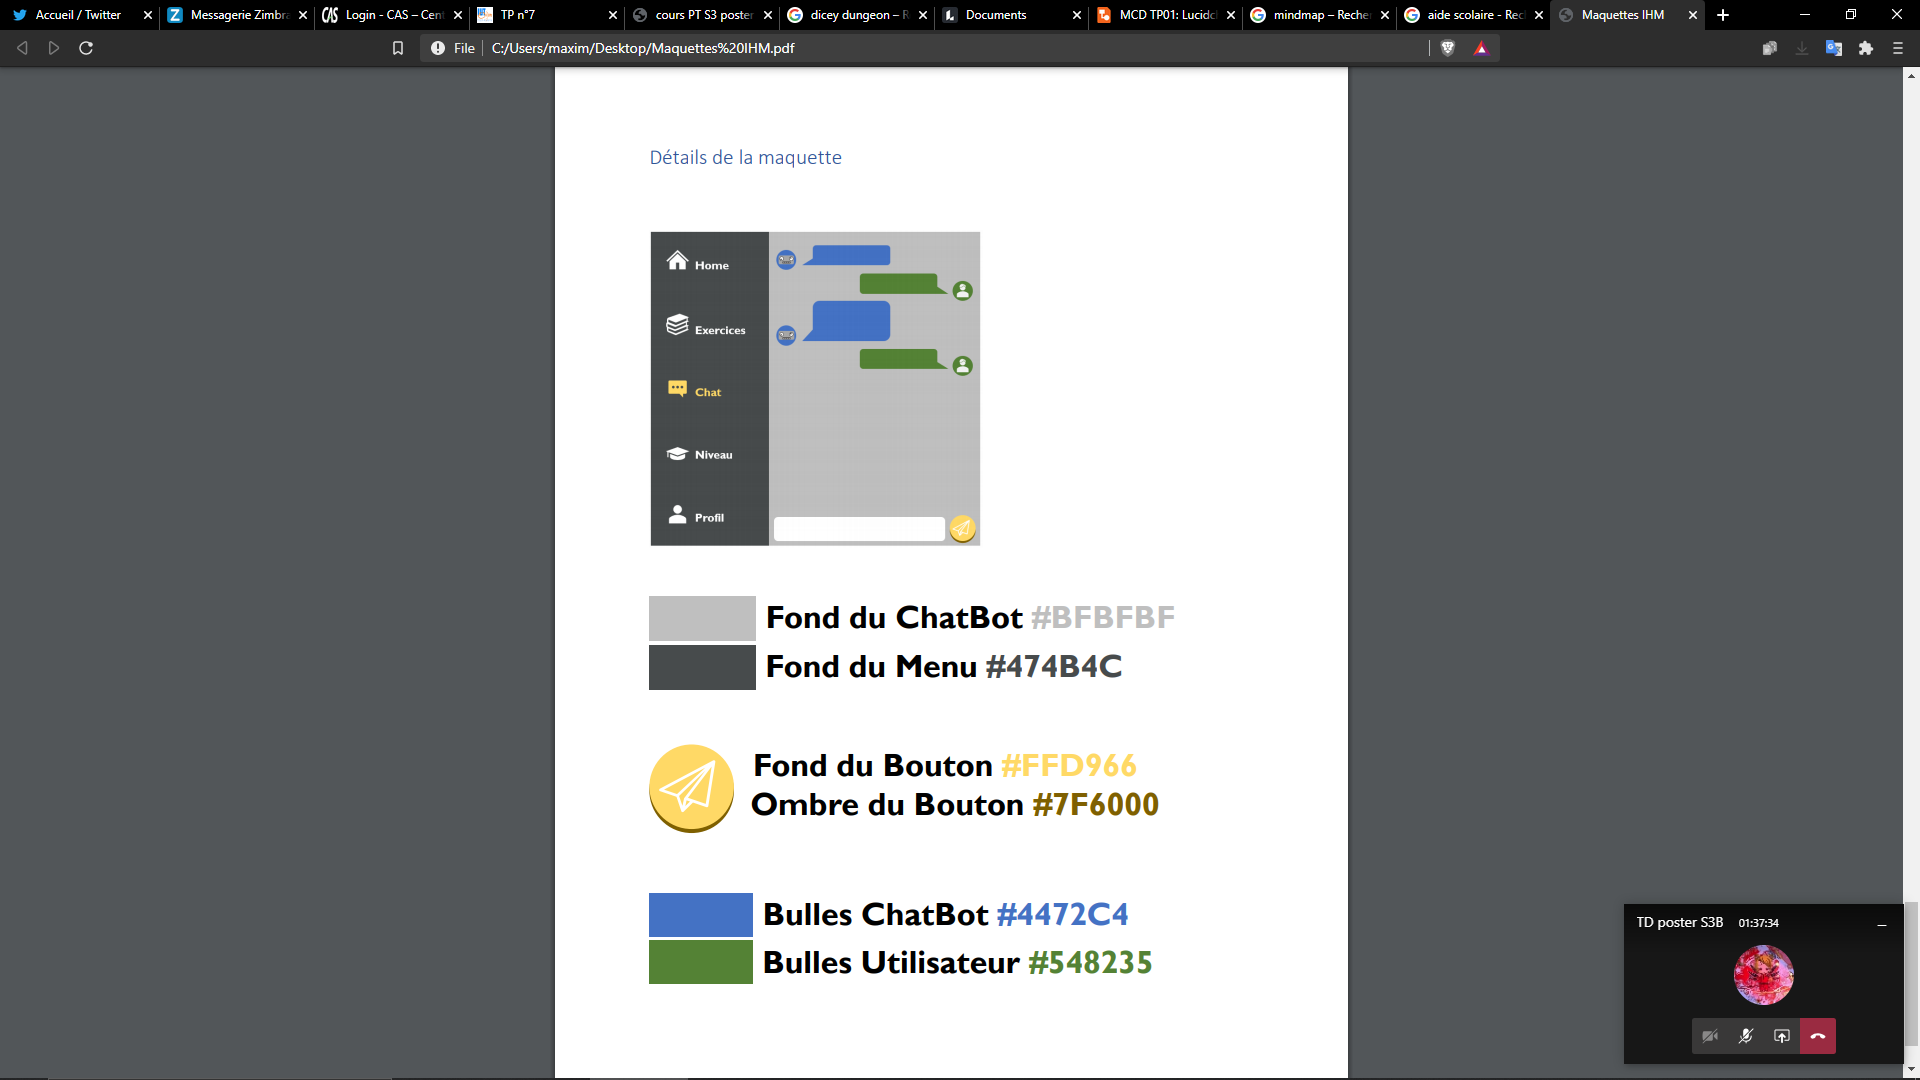 Accueil / Twitter
Messagerie Zimbra
Login - CAS – Cent
TP n°7
cours PT S3 poster
dicey dungeon – R
Documents
MCD TP01: Lucidc
mindmap – Recher
aide scolaire - Rec
Maquettes IHM
File
C:/Users/maxim/Desktop/Maquettes%20IHM.pdf
Détails de la maquette
Home
Exercices
Chat
Niveau
Profil
Fond du ChatBot #BFBFBF
Fond du Menu #474B4C
Fond du Bouton #FFD966
Ombre du Bouton #7F6000
Bulles ChatBot #4472C4
Bulles Utilisateur #548235
TD poster S3B 01:37:34